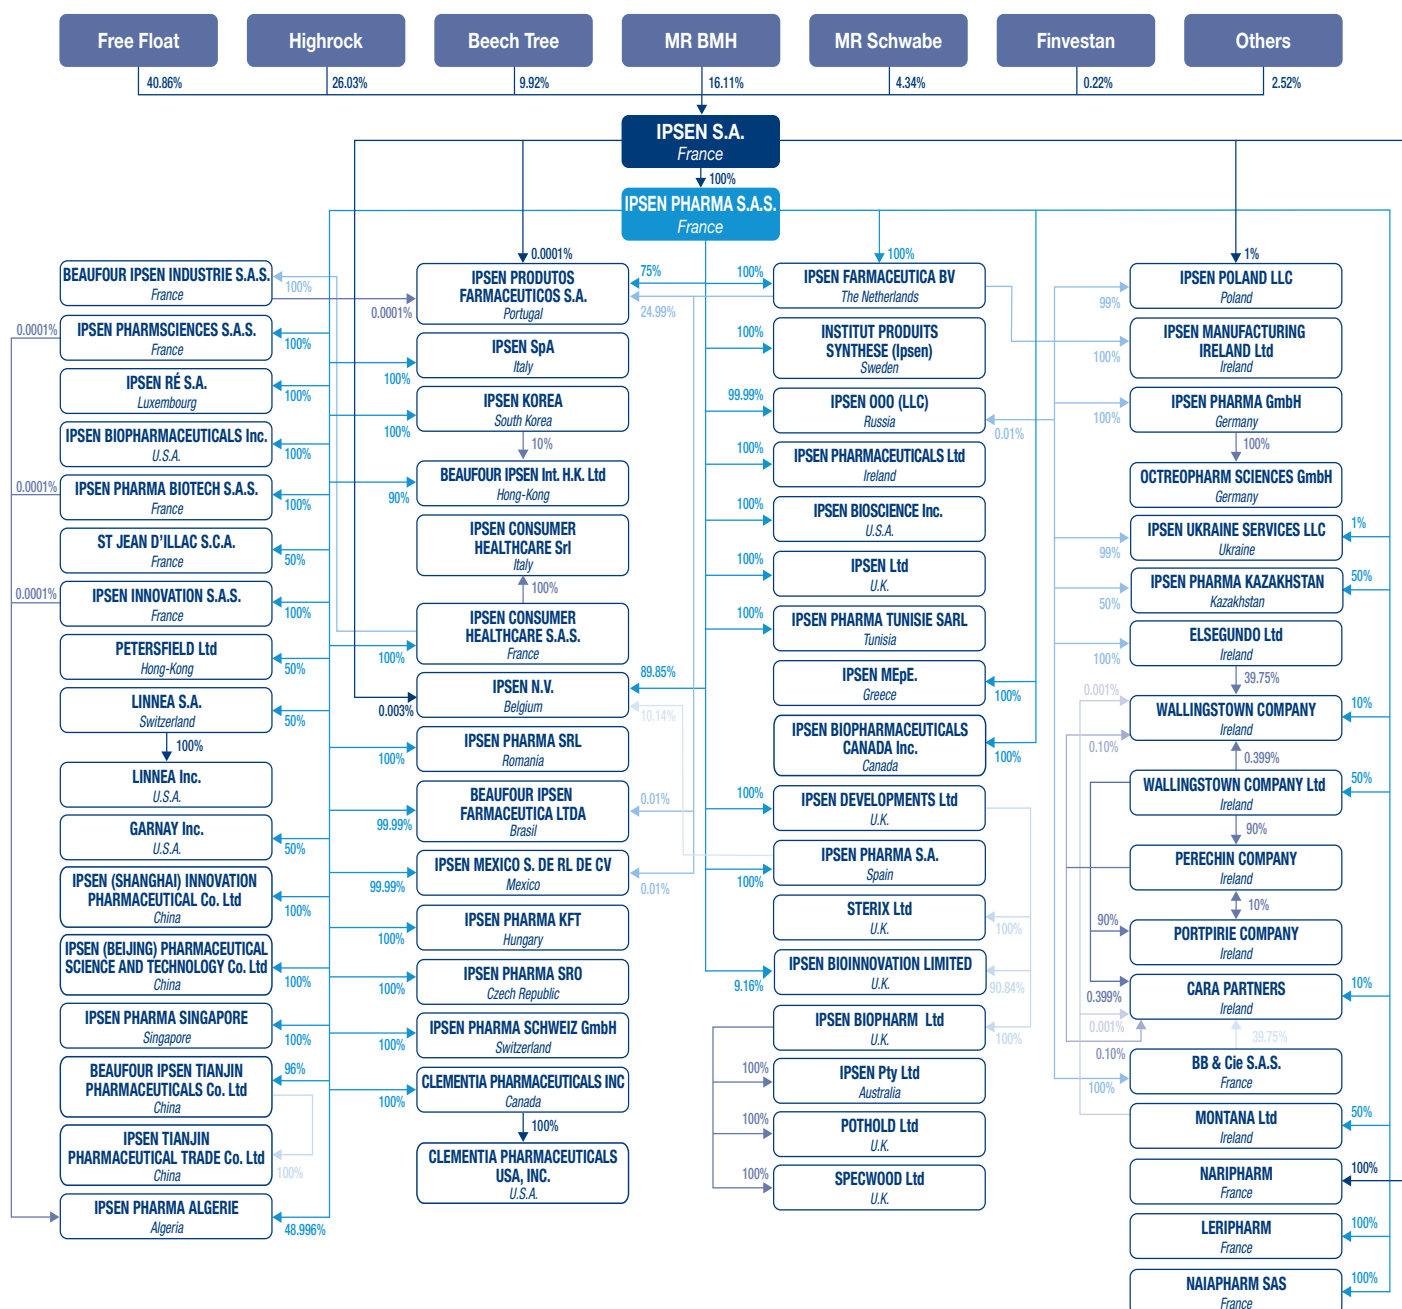 Free Float
Highrock
Beech Tree
MR BMH
MR Schwabe
Finvestan
Others
40.86%
26.03%
9.92%
16.11%
4.34%
0.22%
2.52%
IPSEN S.A.
France
100%
IPSEN PHARMA S.A.S.
France
BEAUFOUR IPSEN INDUSTRIE S.A.S.
France
100%
0.0001%
0.0001%
IPSEN PHARMSCIENCES S.A.S.
France
100%
IPSEN RÉ S.A.
Luxembourg
100%
IPSEN BIOPHARMACEUTICALS Inc.
U.S.A.
100%
0.0001%
IPSEN PHARMA BIOTECH S.A.S.
France
100%
ST JEAN D'ILLAC S.C.A.
France
50%
0.0001%
IPSEN INNOVATION S.A.S.
France
100%
PETERSFIELD Ltd
Hong-Kong
50%
LINNEA S.A.
Switzerland
50%
100%
LINNEA Inc.
U.S.A.
GARNAY Inc.
U.S.A.
50%
IPSEN (SHANGHAI) INNOVATION
PHARMACEUTICAL Co. Ltd
China
100%
IPSEN (BEIJING) PHARMACEUTICAL
SCIENCE AND TECHNOLOGY Co. Ltd
China
100%
IPSEN PHARMA SINGAPORE
Singapore
100%
BEAUFOUR IPSEN TIANJIN
PHARMACEUTICALS Co. Ltd
China
96%
IPSEN TIANJIN
PHARMACEUTICAL TRADE Co. Ltd
China
100%
IPSEN PHARMA ALGERIE
Algeria
48.996%
0.0001%
IPSEN PRODUTOS
FARMACEUTICOS S.A.
Portugal
75%
24.99%
IPSEN SpA
Italy
100%
IPSEN KOREA
South Korea
100%
10%
BEAUFOUR IPSEN Int. H.K. Ltd
Hong-Kong
90%
IPSEN CONSUMER
HEALTHCARE Srl
Italy
100%
IPSEN CONSUMER
HEALTHCARE S.A.S.
France
100%
IPSEN N.V.
Belgium
0.003%
89.85%
10.14%
IPSEN PHARMA SRL
Romania
100%
BEAUFOUR IPSEN
FARMACEUTICA LTDA
Brasil
99.99%
0.01%
IPSEN MEXICO S. DE RL DE CV
Mexico
99.99%
0.01%
IPSEN PHARMA KFT
Hungary
100%
IPSEN PHARMA SRO
Czech Republic
100%
IPSEN PHARMA SCHWEIZ GmbH
Switzerland
100%
CLEMENTIA PHARMACEUTICALS INC
Canada
100%
100%
CLEMENTIA PHARMACEUTICALS
USA, INC.
U.S.A.
100%
100%
IPSEN FARMACEUTICA BV
The Netherlands
100%
INSTITUT PRODUITS
SYNTHESE (Ipsen)
Sweden
99.99%
IPSEN OOO (LLC)
Russia
0.01%
100%
IPSEN PHARMACEUTICALS Ltd
Ireland
100%
IPSEN BIOSCIENCE Inc.
U.S.A.
100%
IPSEN Ltd
U.K.
100%
IPSEN PHARMA TUNISIE SARL
Tunisia
IPSEN MEpE.
Greece
100%
IPSEN BIOPHARMACEUTICALS
CANADA Inc.
Canada
100%
100%
IPSEN DEVELOPMENTS Ltd
U.K.
IPSEN PHARMA S.A.
Spain
100%
STERIX Ltd
U.K.
100%
IPSEN BIOINNOVATION LIMITED
U.K.
9.16%
90.84%
IPSEN BIOPHARM Ltd
U.K.
100%
100%
IPSEN Pty Ltd
Australia
100%
POTHOLD Ltd
U.K.
100%
SPECWOOD Ltd
U.K.
1%
IPSEN POLAND LLC
Poland
99%
IPSEN MANUFACTURING
IRELAND Ltd
Ireland
100%
IPSEN PHARMA GmbH
Germany
100%
100%
OCTREOPHARM SCIENCES GmbH
Germany
IPSEN UKRAINE SERVICES LLC
Ukraine
99%
1%
IPSEN PHARMA KAZAKHSTAN
Kazakhstan
50%
50%
ELSEGUNDO Ltd
Ireland
100%
39.75%
0.001%
WALLINGSTOWN COMPANY
Ireland
10%
0.10%
0.399%
WALLINGSTOWN COMPANY Ltd
Ireland
50%
90%
PERECHIN COMPANY
Ireland
10%
90%
PORTPIRIE COMPANY
Ireland
CARA PARTNERS
Ireland
10%
0.399%
0.001%
0.10%
39.75%
BB & Cie S.A.S.
France
100%
MONTANA Ltd
Ireland
50%
NARIPHARM
France
100%
LERIPHARM
France
100%
NAIAPHARM SAS
France
100%